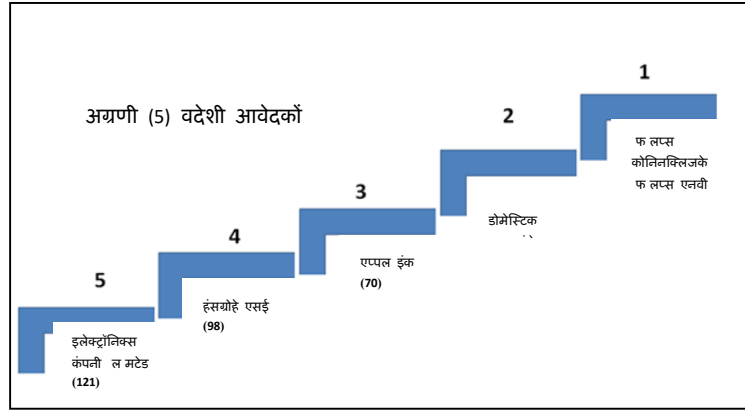 अग्रणी (5) वदेशी आवेदकों
1
फ लप्स
कोनिनक्लिजके
फ लप्स एनवी
2
डोमेस्टिक
3
एप्पल इंक
(70)
4
हंसग्रोहे एसई
(98)
5
इलेक्ट्रॉनिक्स
कंपनी ल मटेड
(121)